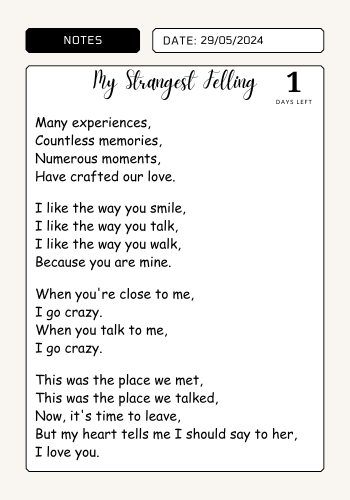 NOTES
DATE: 29/05/2024
My Strangest Felling
1
DAYS LEFT
Many experiences,
Countless memories,
Numerous moments,
Have crafted our love.
I like the way you smile,
I like the way you talk,
I like the way you walk,
Because you are mine.
When you're close to me,
I go crazy.
When you talk to me,
I go crazy.
This was the place we met,
This was the place we talked,
Now, it's time to leave,
But my heart tells me I should say to her,
I love you.